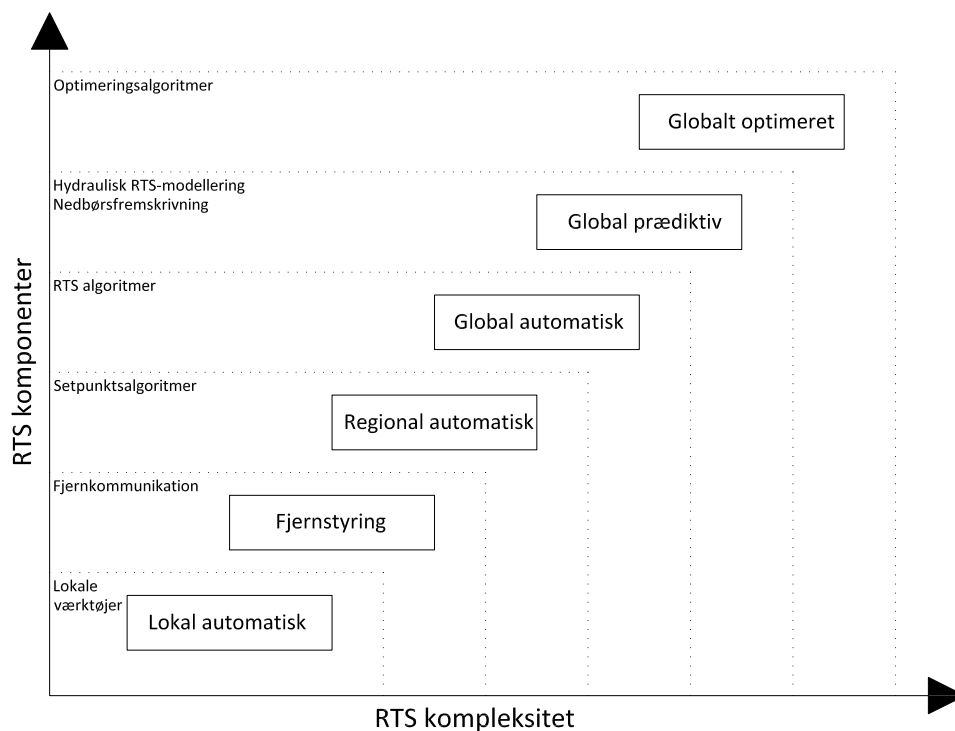 Optimeringsalgoritmer
Globalt optimeret
Hydraulisk RTS-modellering
Nedbørsfremskrivning
Global prædiktiv
RTS algoritmer
Global automatisk
Setpunktsalgoritmer
Regional automatisk
Fjernkommunikation
Fjernstyring
Lokale
værktøjer
Lokal automatisk
RTS komponenter
RTS kompleksitet